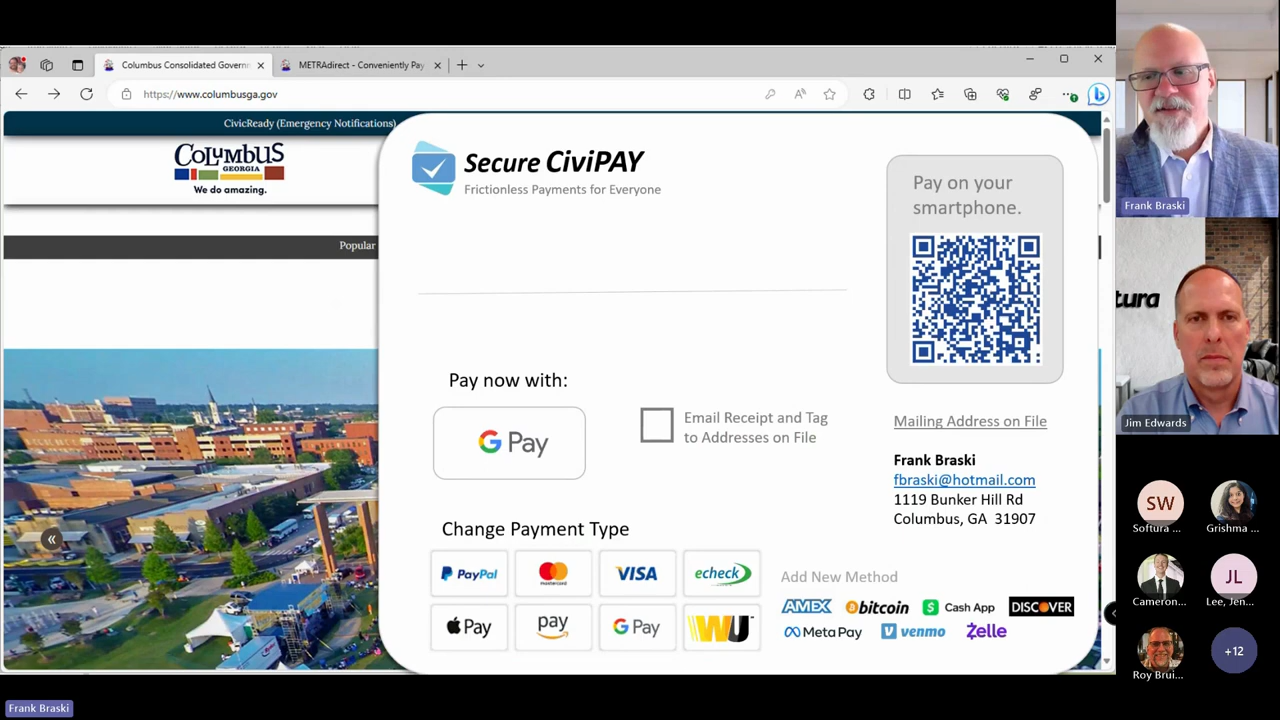 Columbus Consolidated Govern
METRAdirect - Conveniently Pay
https://www.columbusga.gov
CivicReady (Emergency Notifications)
COLUMBUS
GEORGIA
We do amazing.
Popular
Secure CiviPAY
Frictionless Payments for Everyone
Pay on your
smartphone.
Pay now with:
G Pay
Email Receipt and Tag
to Addresses on File
Mailing Address on File
Frank Braski
fbraski@hotmail.com
1119 Bunker Hill Rd
Columbus, GA 31907
Change Payment Type
PayPal
mastercard
VISA
echeck
Pay
pay
G Pay
WU
Add New Method
AMEX
bitcoin
Cash App
DISCOVER
Meta Pay
venmo
Zelle
Frank Braski
tura
Jim Edwards
SW
Softura ...
Grishma ...
Cameron...
JL
Lee, Jen...
Roy Brui...
+12
Frank Braski